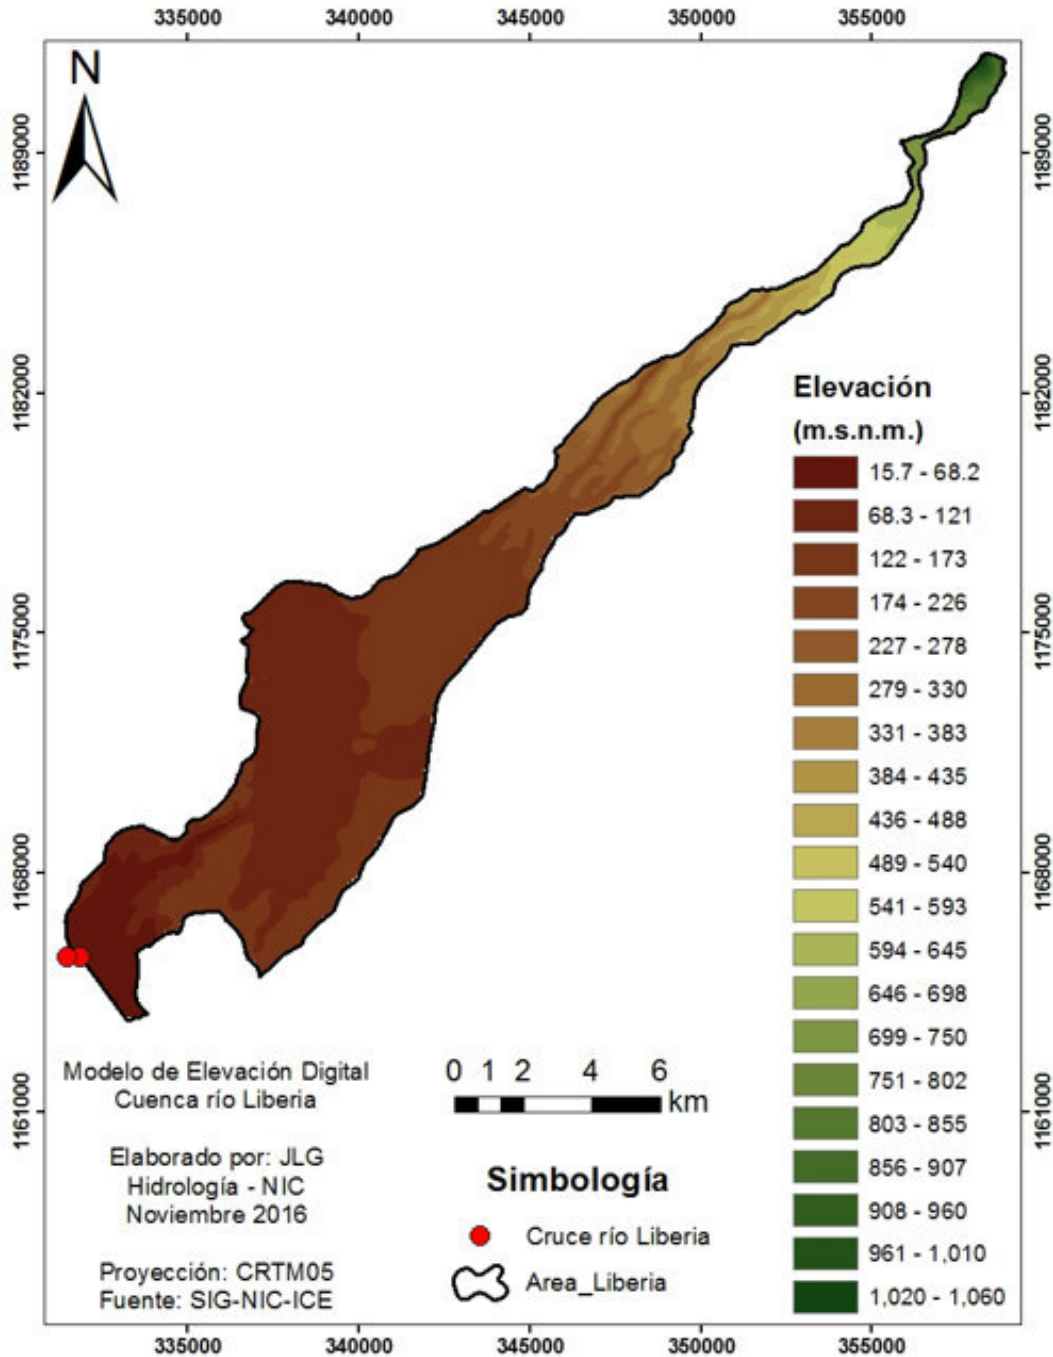 335000 340000 345000 350000 355000
N
1189000 1189000
1182000 1182000
Elevación
(m.s.n.m.)
15.7 - 68.2
68.3 - 121
122 - 173
174 - 226
227 - 278
279 - 330
331 - 383
384 - 435
436 - 488
489 - 540
541 - 593
594 - 645
646 - 698
699 - 750
751 - 802
803 - 855
856 - 907
908 - 960
961 - 1,010
1,020 - 1,060
1175000 1175000
1168000 1168000
1161000 1161000
Modelo de Elevación Digital
Cuenca río Liberia
Elaborado por: JLG
Hidrología - NIC
Noviembre 2016
Proyección: CRTM05
Fuente: SIG-NIC-ICE
0 1 2 4 6
km
Simbología
Cruce río Liberia
Area_Liberia
335000 340000 345000 350000 355000